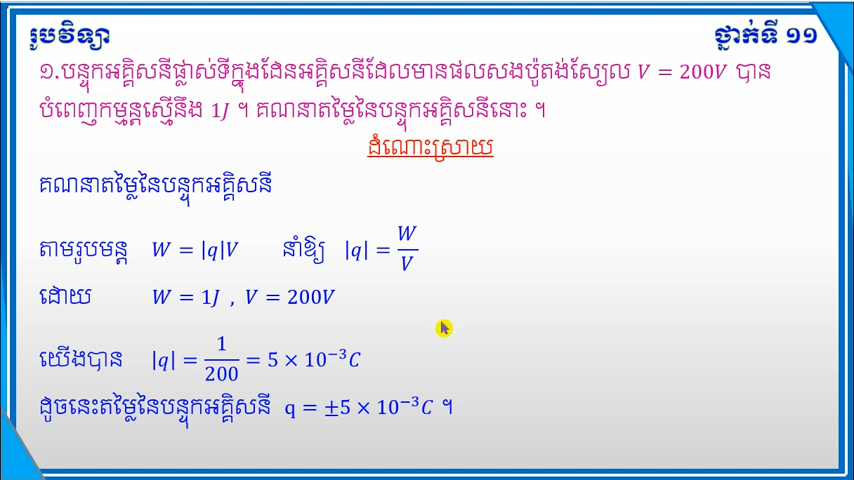 រូបវិទ្យា
ថ្នាក់ទី ១១
១.បន្ទុកអគ្គិសនីផ្លាស់ទីក្នុងដែនអគ្គិសនីដែលមានផលសងប៉ូតង់ស្យែល V = 200V បាន
បំពេញកម្មន្តស្មើនឹង 1J ។ គណនាតម្លៃនៃបន្ទុកអគ្គិសនីនោះ ។
ដំណោះស្រាយ
គណនាតម្លៃនៃបន្ទុកអគ្គិសនី
តាមរូបមន្ត W = |q|V នាំឱ្យ |q| = W/V
ដោយ W = 1J , V = 200V
យើងបាន |q| = 1/200 = 5 × 10⁻³C
ដូចនេះតម្លៃនៃបន្ទុកអគ្គិសនី q = ±5 × 10⁻³C ។